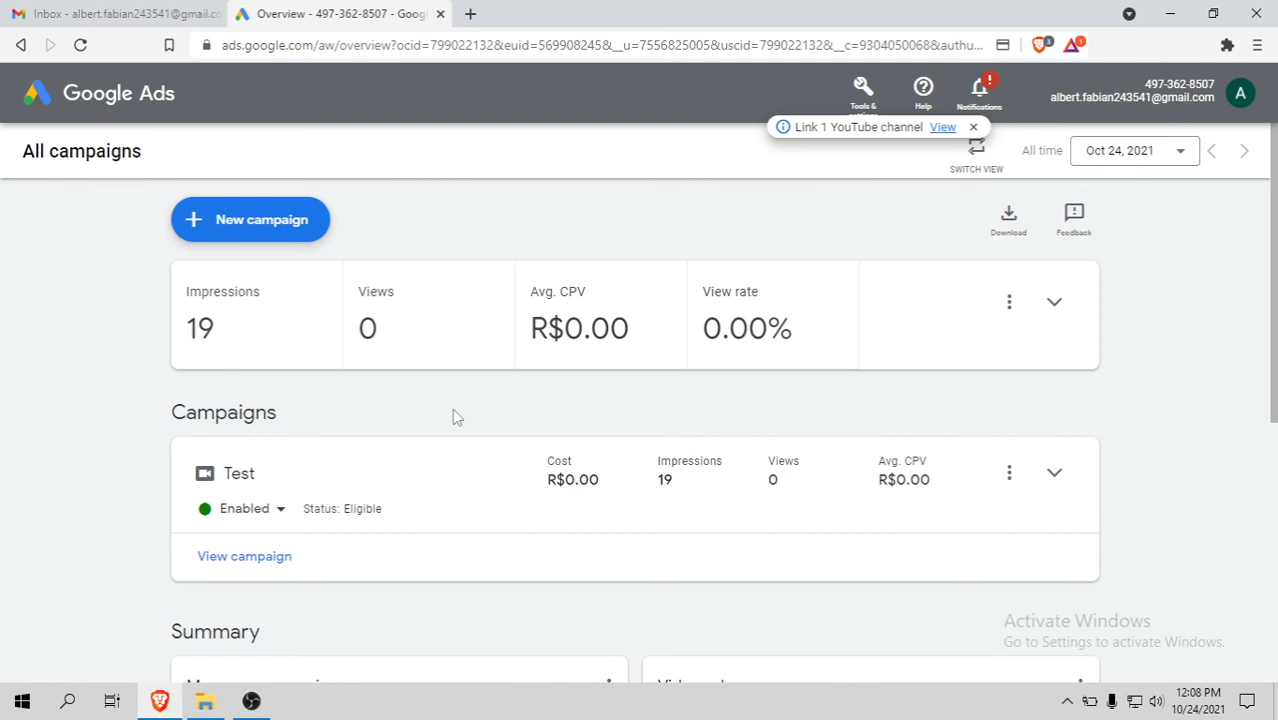 Inbox - albert.fabian243541@gmail.co
Overview - 497-362-8507 - Goog
ads.google.com/aw/overview?ocid=799022132&euid=569908245&__u=7556825005&uscid=799022132&__c=9304050068&authu...
3
1
Google Ads
Tools &
Help
Notifications
497-362-8507
albert.fabian243541@gmail.com
A
Link 1 YouTube channel View
All campaigns
SWITCH VIEW
All time
Oct 24, 2021
New campaign
Download
Feedback
Impressions
19
Views
0
Avg. CPV
R$0.00
View rate
0.00%
Campaigns
Test
Cost
R$0.00
Impressions
19
Views
0
Avg. CPV
R$0.00
Enabled
Status: Eligible
View campaign
Summary
Activate Windows
Go to Settings to activate Windows.
12:08 PM
10/24/2021